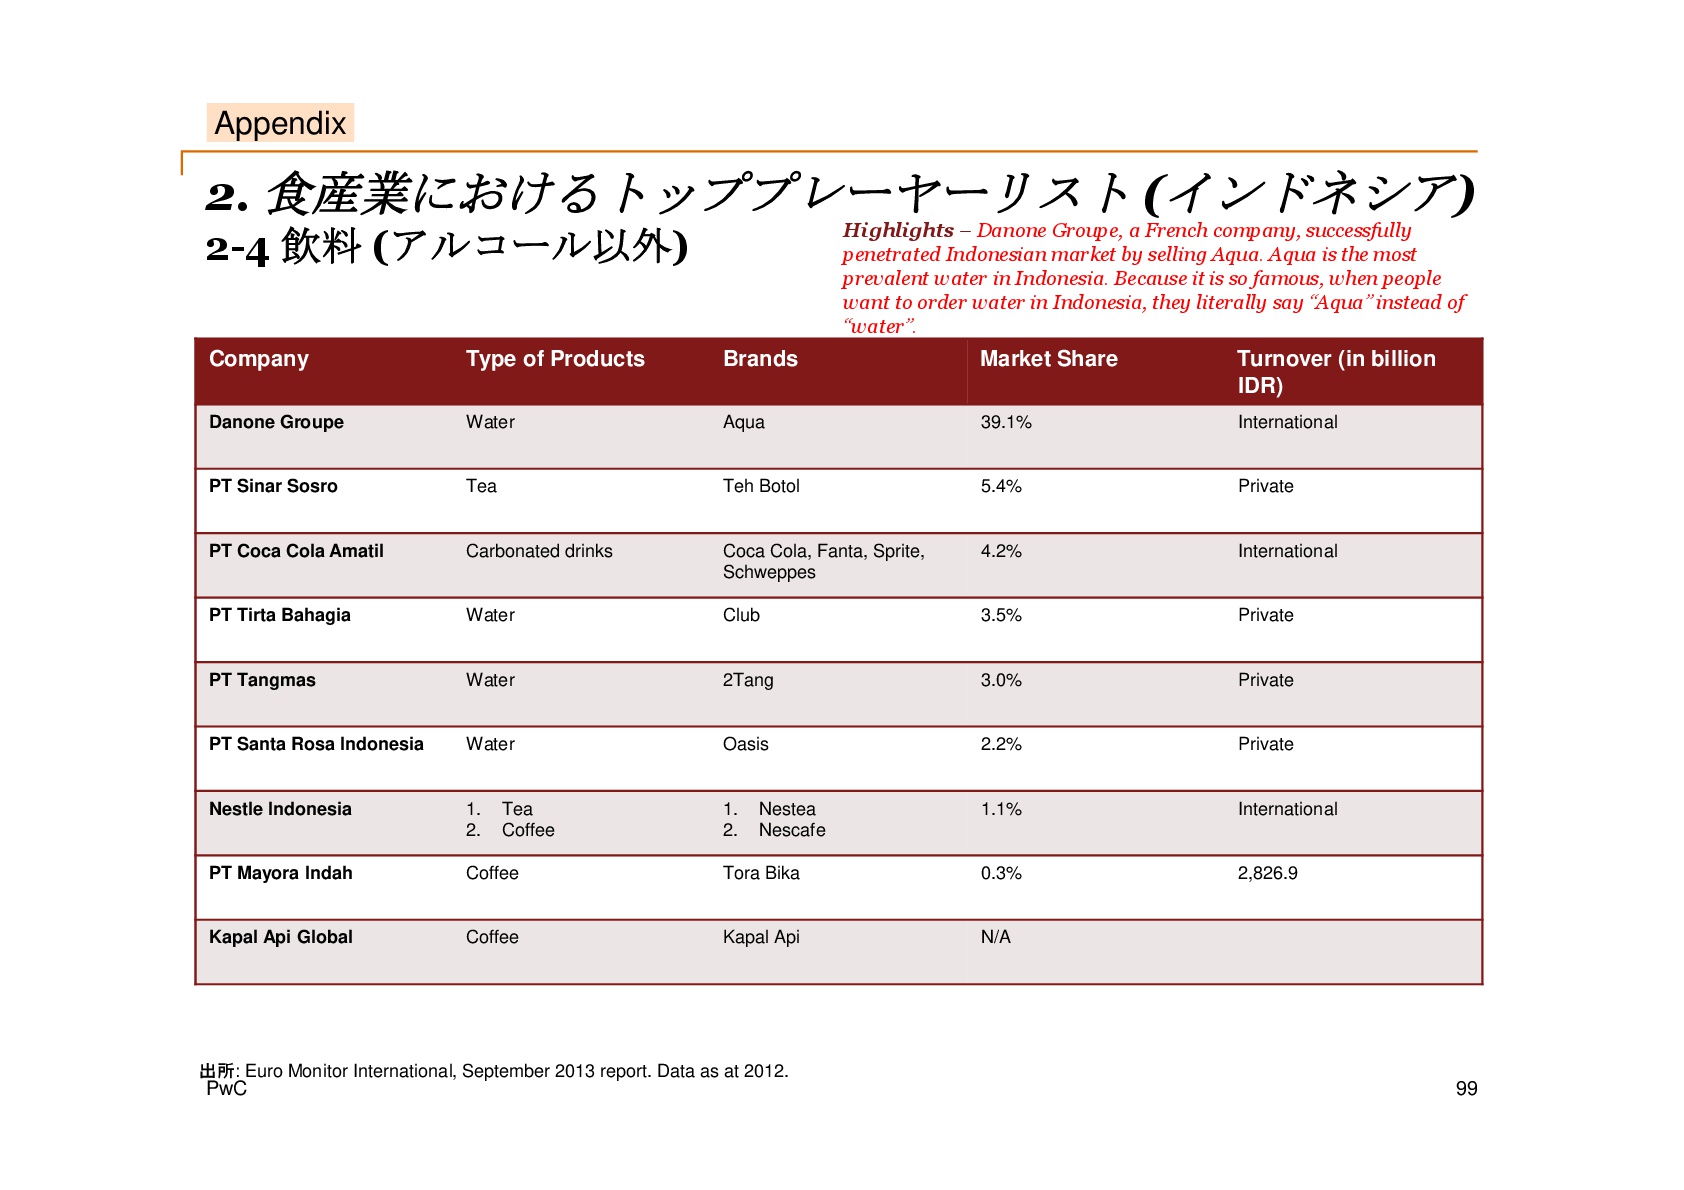 Appendix
2. 食産業におけるトッププレーヤーリスト(インドネシア)
2-4 飲料 (アルコール以外)
Highlights – Danone Groupe, a French company, successfully
penetrated Indonesian market by selling Aqua. Aqua is the most
prevalent water in Indonesia. Because it is so famous, when people
want to order water in Indonesia, they literally say “Aqua” instead of
“water”.
Company Type of Products Brands Market Share Turnover (in billion
IDR)
Danone Groupe Water Aqua 39.1% International
PT Sinar Sosro Tea Teh Botol 5.4% Private
PT Coca Cola Amatil Carbonated drinks Coca Cola, Fanta, Sprite, 4.2% International
Schweppes
PT Tirta Bahagia Water Club 3.5% Private
PT Tangmas Water 2Tang 3.0% Private
PT Santa Rosa Indonesia Water Oasis 2.2% Private
Nestle Indonesia 1. Tea 1. Nestea 1.1% International
2. Coffee 2. Nescafe
PT Mayora Indah Coffee Tora Bika 0.3% 2,826.9
Kapal Api Global Coffee Kapal Api N/A
出所: Euro Monitor International, September 2013 report. Data as at 2012.
PwC 99